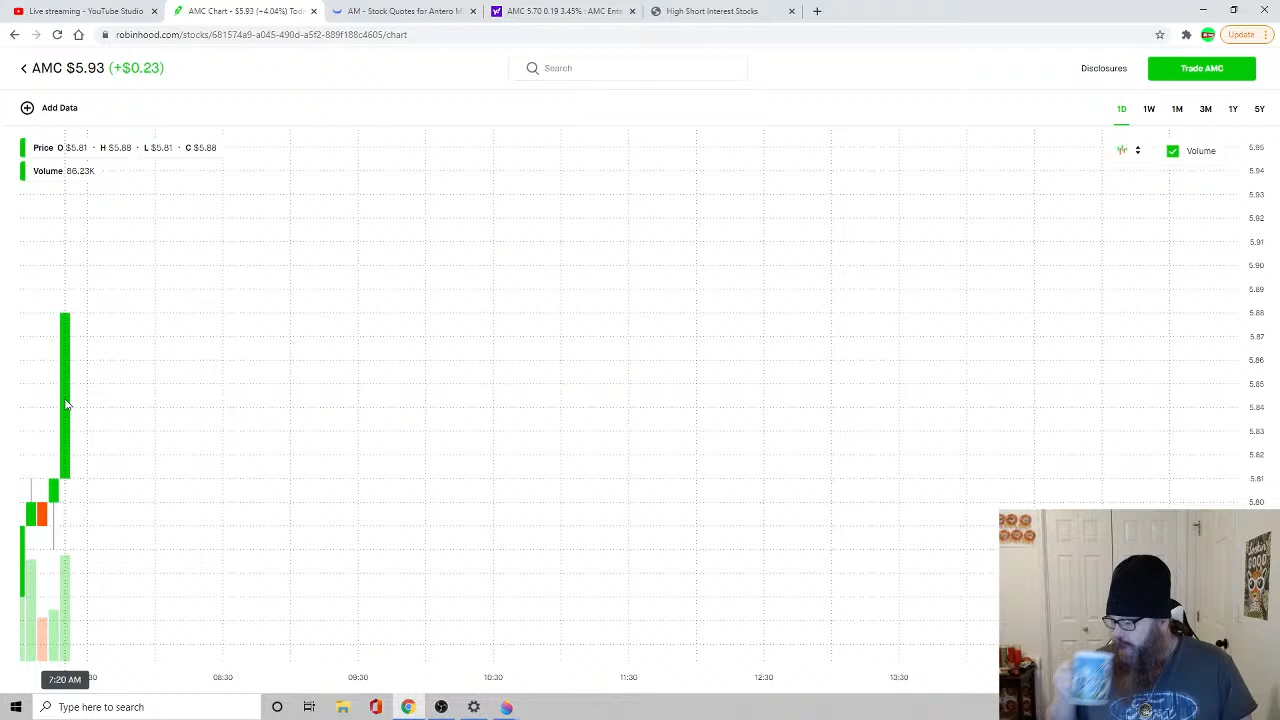 Live streaming - YouTube Studio
AMC Chart - $5.93 (+4.04%) Toda
AM - Stock Quotes for Antero M
AMC 5.70 0.19 3.45% : AMC Ente
High Short Interest Stocks
robinhood.com/stocks/681574a9-a045-490d-a5f2-889f188c4605/chart
Update
AMC $5.93 (+$0.23)
Search
Disclosures
Trade AMC
Add Data
1D 1W 1M 3M 1Y 5Y
Price O $5.81 · H $5.88 · L $5.81 · C $5.88
Volume
Volume 86.23K
5.95
5.94
5.93
5.92
5.91
5.90
5.89
5.88
5.87
5.86
5.85
5.84
5.83
5.82
5.81
5.80
7:20 AM
30 08:30 09:30 10:30 11:30 12:30 13:30
Type here to search